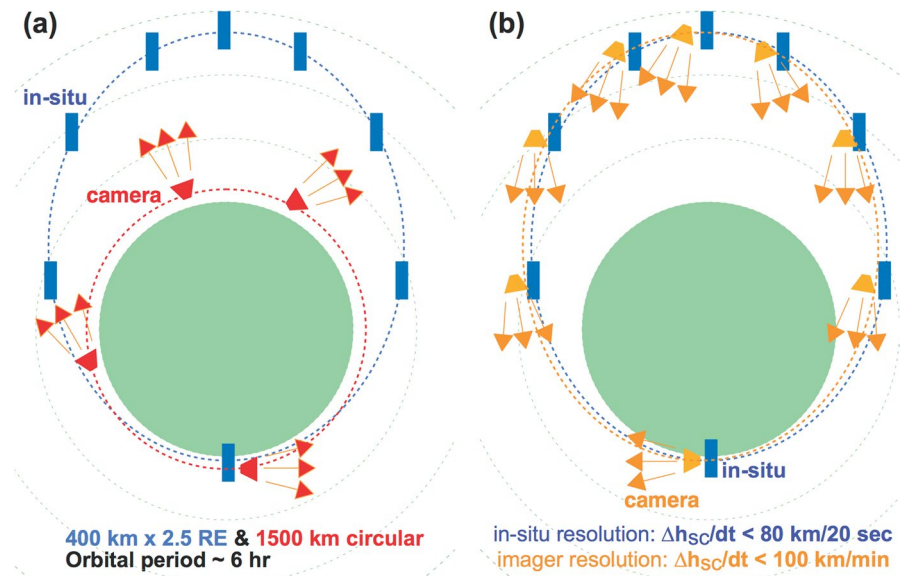 (a)
in-situ
camera
400 km x 2.5 RE & 1500 km circular
Orbital period ~ 6 hr
(b)
in-situ
camera
in-situ resolution: ΔhSC/dt < 80 km/20 sec
imager resolution: ΔhSC/dt < 100 km/min